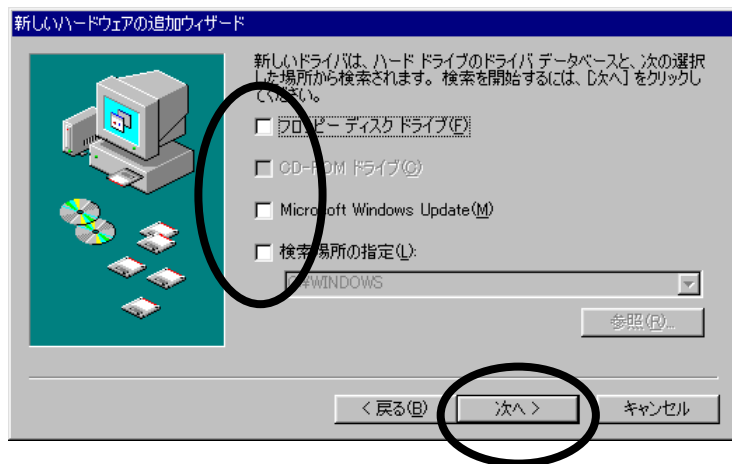 新しいハードウェアの追加ウィザード
新しいドライバは、ハード ドライブのドライバ データベースと、次の選択
した場所から検索されます。検索を開始するには、[次へ] をクリックし
てください。
フロッピー ディスク ドライブ(F)
CD-ROM ドライブ(C)
Microsoft Windows Update(M)
検索場所の指定(L):
C:¥WINDOWS
参照(R)...
< 戻る(B)
次へ >
キャンセル